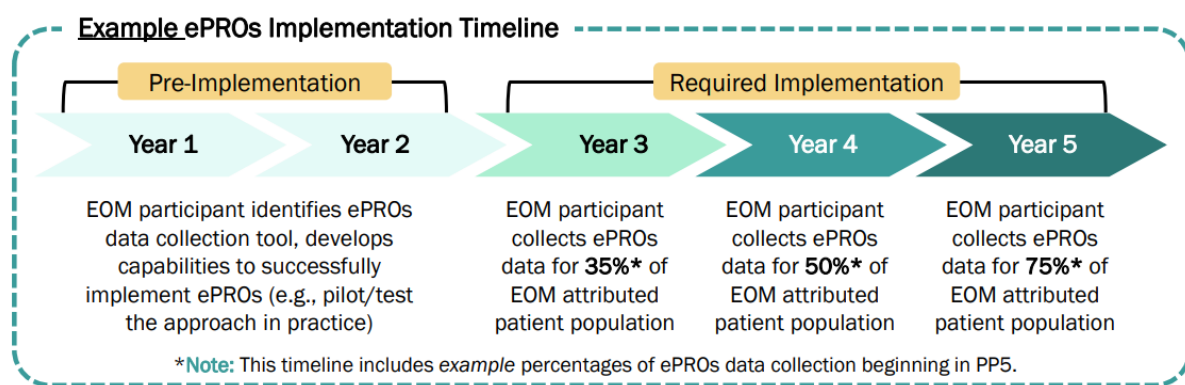 Example ePROs Implementation Timeline
Pre-Implementation
Required Implementation
Year 1
Year 2
Year 3
Year 4
Year 5
EOM participant identifies ePROs
data collection tool, develops
capabilities to successfully
implement ePROs (e.g., pilot/test
the approach in practice)
EOM participant
collects ePROs
data for 35%* of
EOM attributed
patient population
EOM participant
collects ePROs
data for 50%* of
EOM attributed
patient population
EOM participant
collects ePROs
data for 75%* of
EOM attributed
patient population
*Note: This timeline includes example percentages of ePROs data collection beginning in PP5.